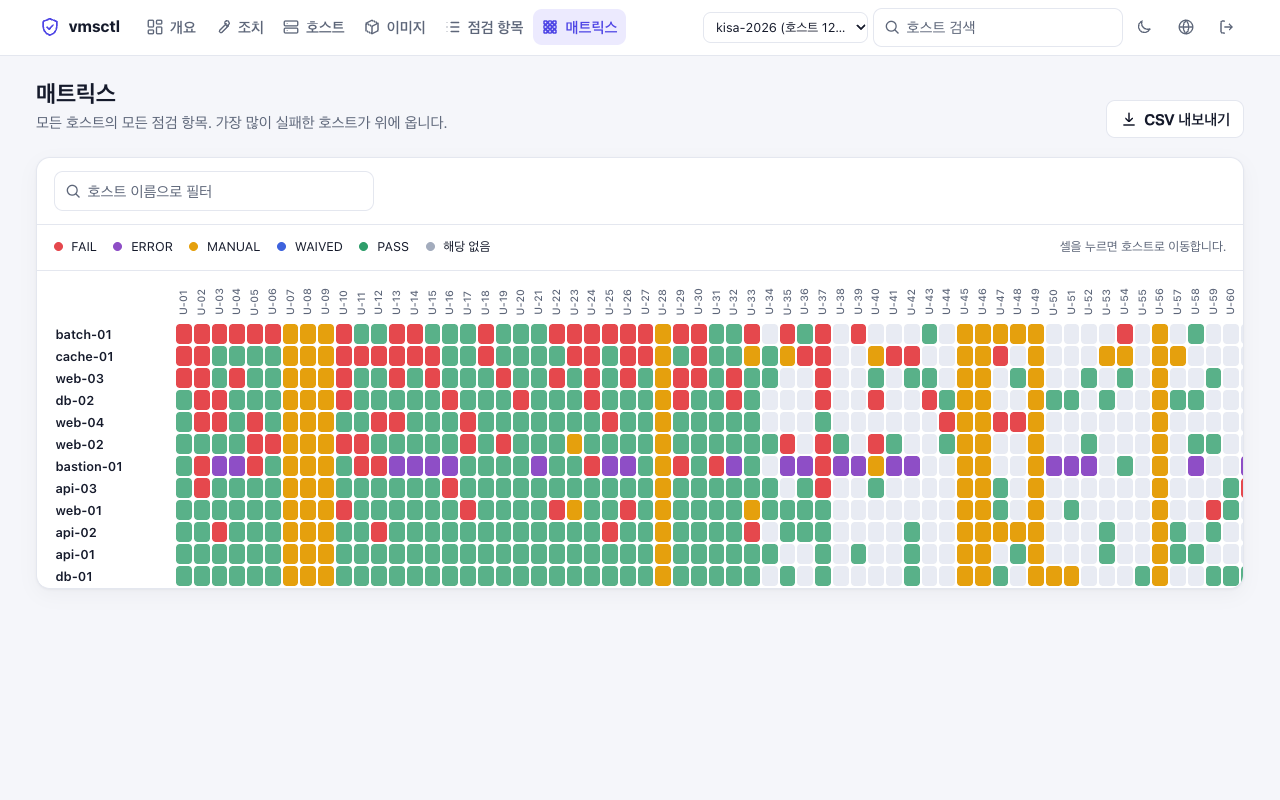 vmsctl 개요 조치 호스트 이미지 점검 항목 매트릭스 kisa-2026 (호스트 12... 호스트 검색
매트릭스
모든 호스트의 모든 점검 항목. 가장 많이 실패한 호스트가 위에 옵니다.
CSV 내보내기
호스트 이름으로 필터
FAIL ERROR MANUAL WAIVED PASS 해당 없음 셀을 누르면 호스트로 이동합니다.
U-01 U-02 U-03 U-04 U-05 U-06 U-07 U-08 U-09 U-10 U-11 U-12 U-13 U-14 U-15 U-16 U-17 U-18 U-19 U-20 U-21 U-22 U-23 U-24 U-25 U-26 U-27 U-28 U-29 U-30 U-31 U-32 U-33 U-34 U-35 U-36 U-37 U-38 U-39 U-40 U-41 U-42 U-43 U-44 U-45 U-46 U-47 U-48 U-49 U-50 U-51 U-52 U-53 U-54 U-55 U-56 U-57 U-58 U-59 U-60
batch-01
cache-01
web-03
db-02
web-04
web-02
bastion-01
api-03
web-01
api-02
api-01
db-01